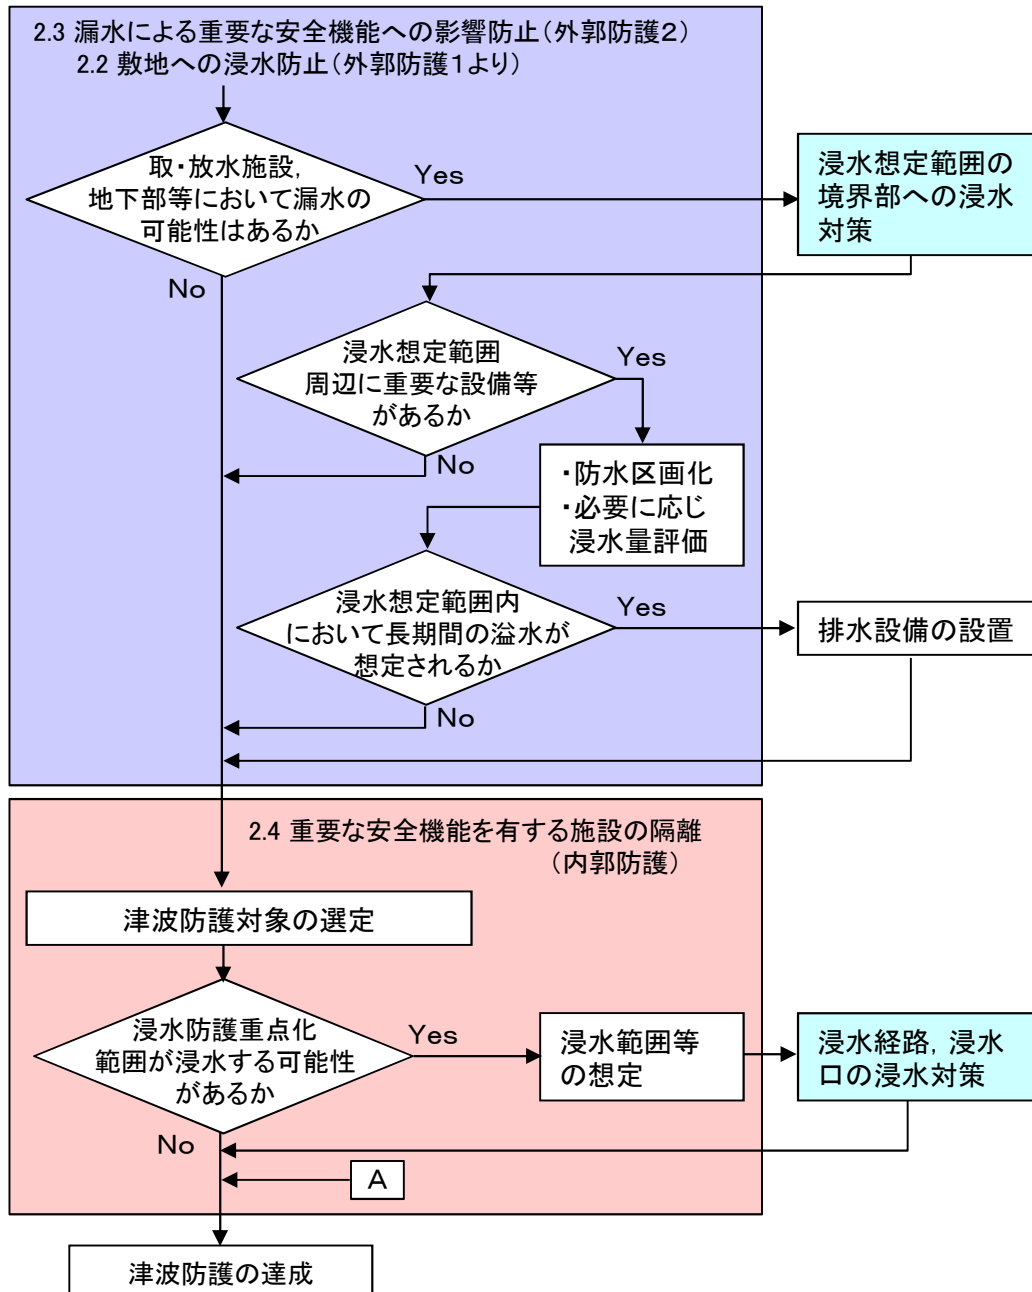 2.3 漏水による重要な安全機能への影響防止(外郭防護2)
2.2 敷地への浸水防止(外郭防護1より)
取・放水施設,
地下部等において漏水の
可能性はあるか
Yes
浸水想定範囲の
境界部への浸水
対策
No
浸水想定範囲
周辺に重要な設備等
があるか
Yes
No
・防水区画化
・必要に応じ
浸水量評価
浸水想定範囲内
において長期間の溢水が
想定されるか
Yes
排水設備の設置
No
2.4 重要な安全機能を有する施設の隔離
(内郭防護)
津波防護対象の選定
浸水防護重点化
範囲が浸水する可能性
があるか
Yes
浸水範囲等
の想定
浸水経路, 浸水
口の浸水対策
No
A
津波防護の達成